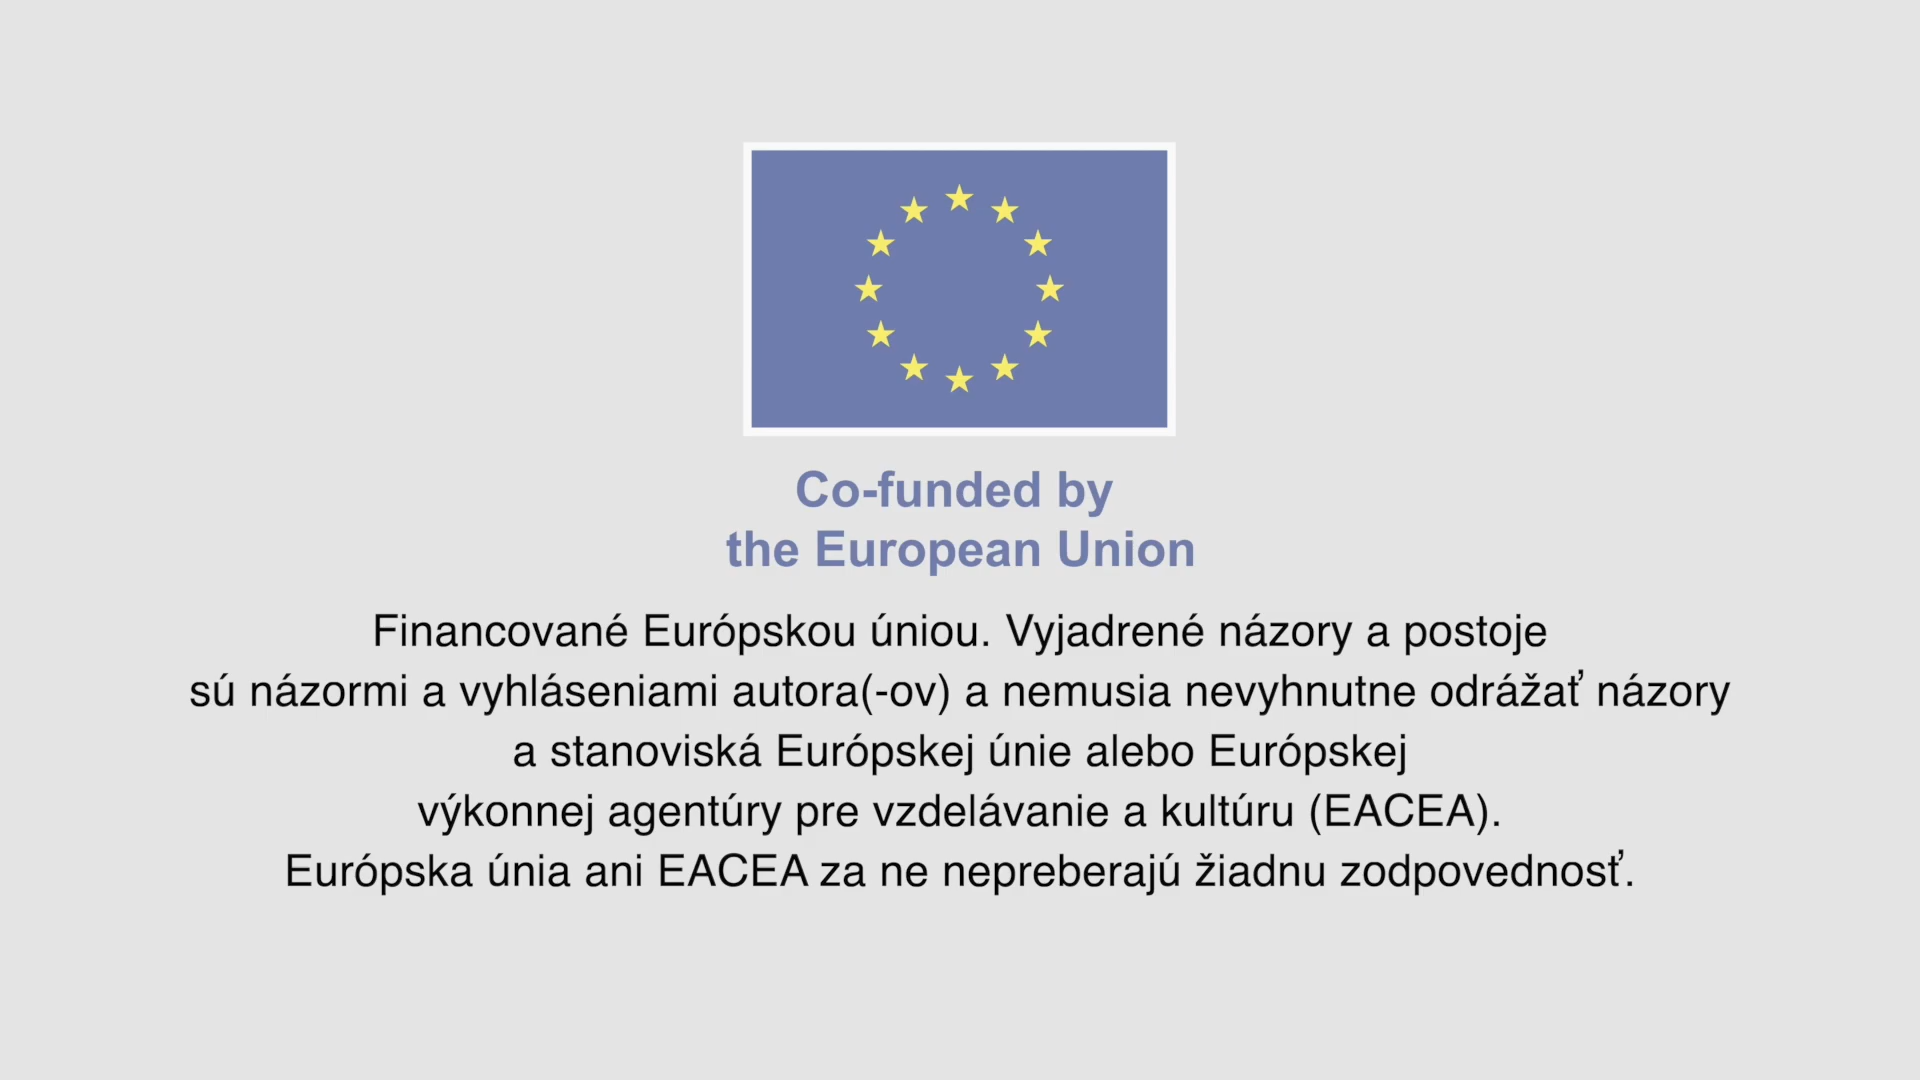 Co-funded by
the European Union
Financované Európskou úniou. Vyjadrené názory a postoje
sú názormi a vyhláseniami autora(-ov) a nemusia nevyhnutne odrážať názory
a stanoviská Európskej únie alebo Európskej
výkonnej agentúry pre vzdelávanie a kultúru (EACEA).
Európska únia ani EACEA za ne nepreberajú žiadnu zodpovednosť.